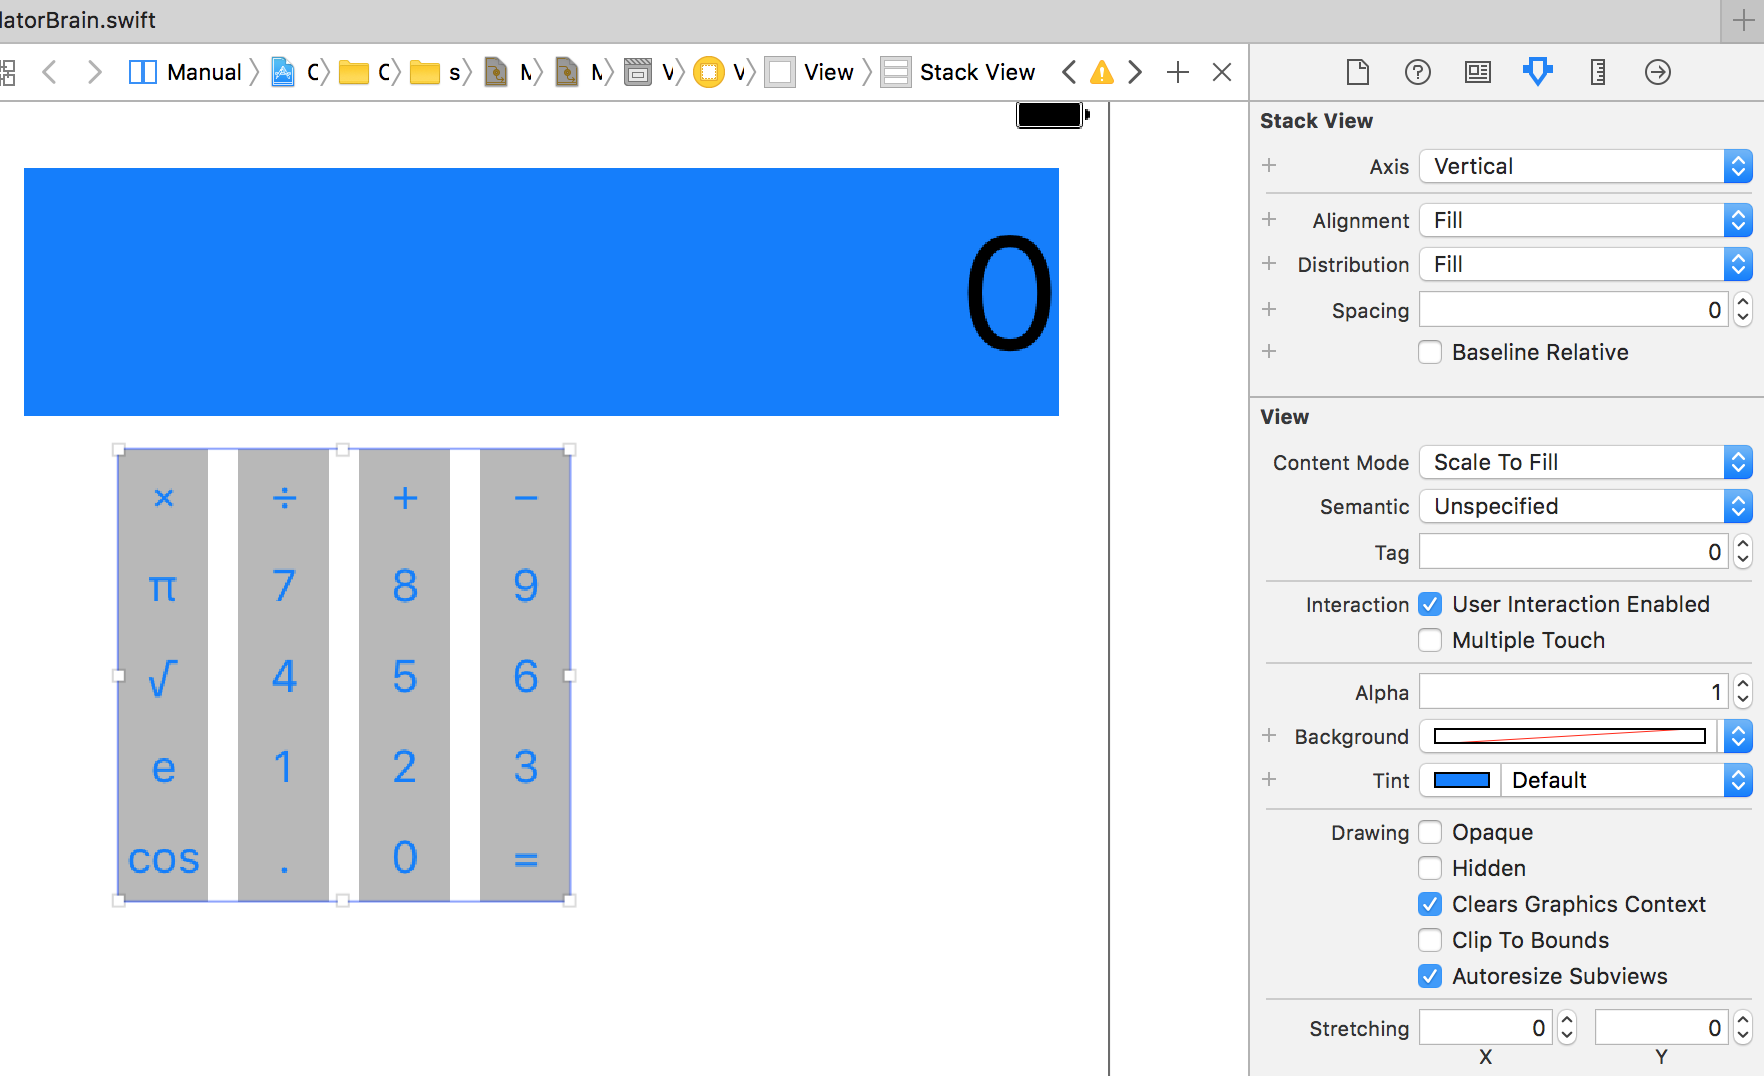 latorBrain.swift
Manual
View
Stack View
0
× ÷ + −
π 7 8 9
√ 4 5 6
e 1 2 3
cos . 0 =
Stack View
Axis Vertical
Alignment Fill
Distribution Fill
Spacing 0
Baseline Relative
View
Content Mode Scale To Fill
Semantic Unspecified
Tag 0
Interaction User Interaction Enabled
Multiple Touch
Alpha 1
Background
Tint Default
Drawing Opaque
Hidden
Clears Graphics Context
Clip To Bounds
Autoresize Subviews
Stretching 0 0
X Y